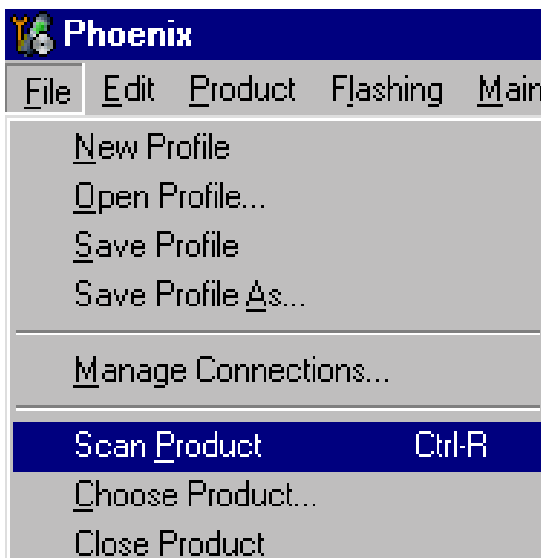 Phoenix
File Edit Product Flashing Main
New Profile
Open Profile...
Save Profile
Save Profile As...
Manage Connections...
Scan Product Ctrl-R
Choose Product...
Close Product